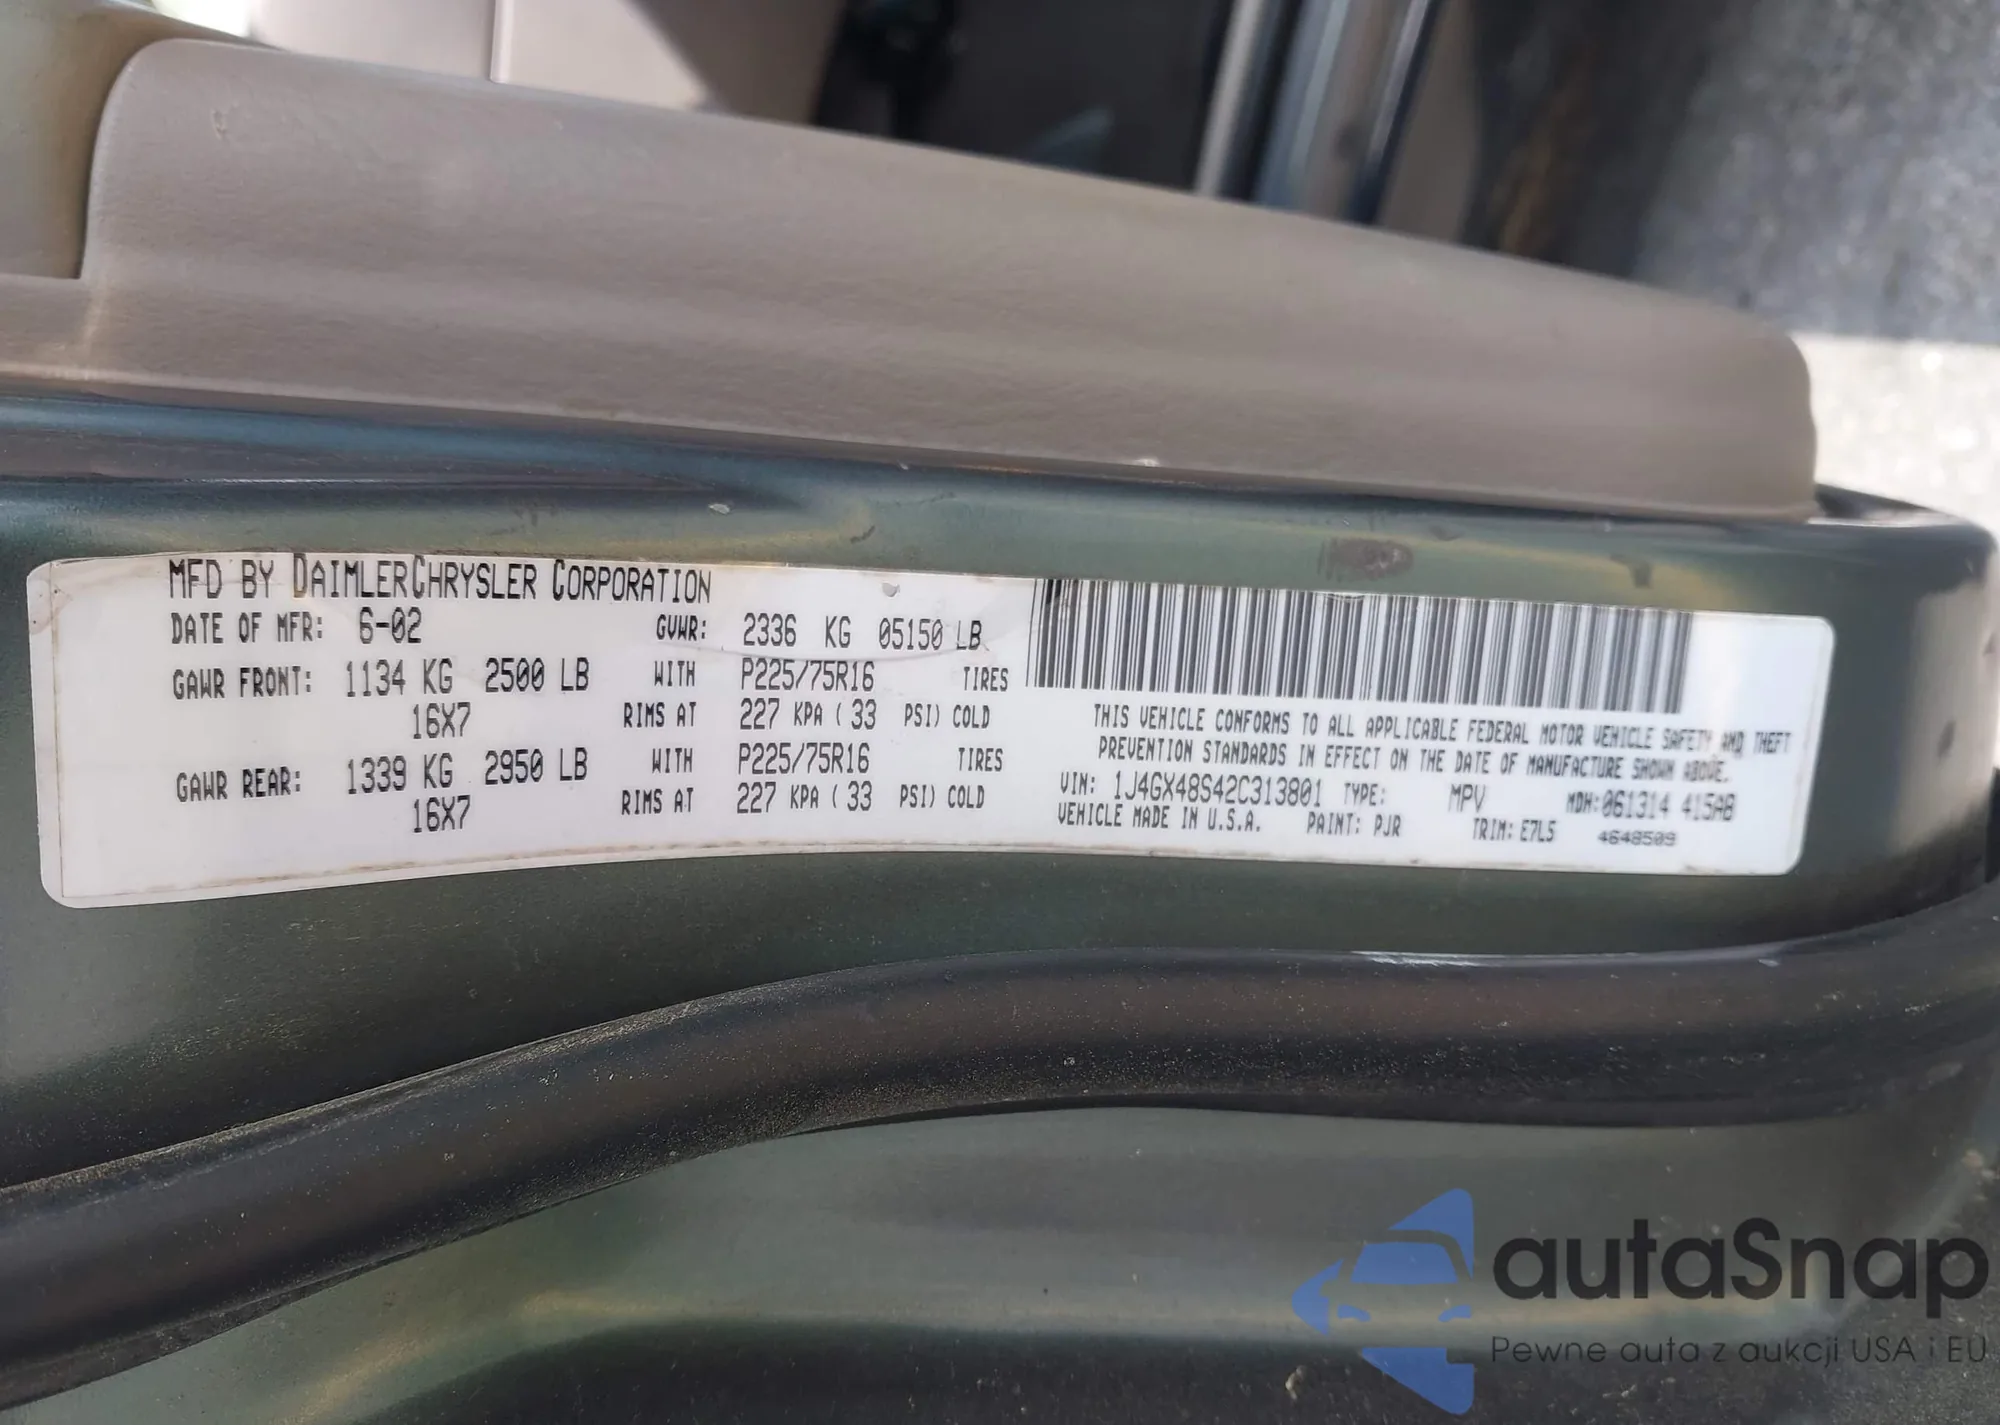 MFD BY DAIMLERCHRYSLER CORPORATION
DATE OF MFR: 6-02 GVWR: 2336 KG 05150 LB
GAWR FRONT: 1134 KG 2500 LB WITH P225/75R16 TIRES
16X7 RIMS AT 227 KPA ( 33 PSI) COLD
GAWR REAR: 1339 KG 2950 LB WITH P225/75R16 TIRES
16X7 RIMS AT 227 KPA ( 33 PSI) COLD
THIS VEHICLE CONFORMS TO ALL APPLICABLE FEDERAL MOTOR VEHICLE SAFETY AND THEFT
PREVENTION STANDARDS IN EFFECT ON THE DATE OF MANUFACTURE SHOWN ABOVE.
VIN: 1J4GX48S42C313801 TYPE: MPV MDH:061314 415AB
VEHICLE MADE IN U.S.A. PAINT: PJR TRIM: E7L5 4648509
autaSnap
Pewne auta z aukcji USA i EU